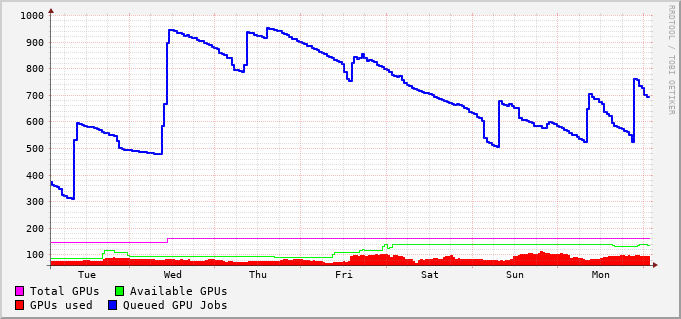 1000
900
800
700
600
500
400
300
200
100
Tue Wed Thu Fri Sat Sun Mon
Total GPUs Available GPUs
GPUs used Queued GPU Jobs
RRDTOOL / TOBI OETIKER